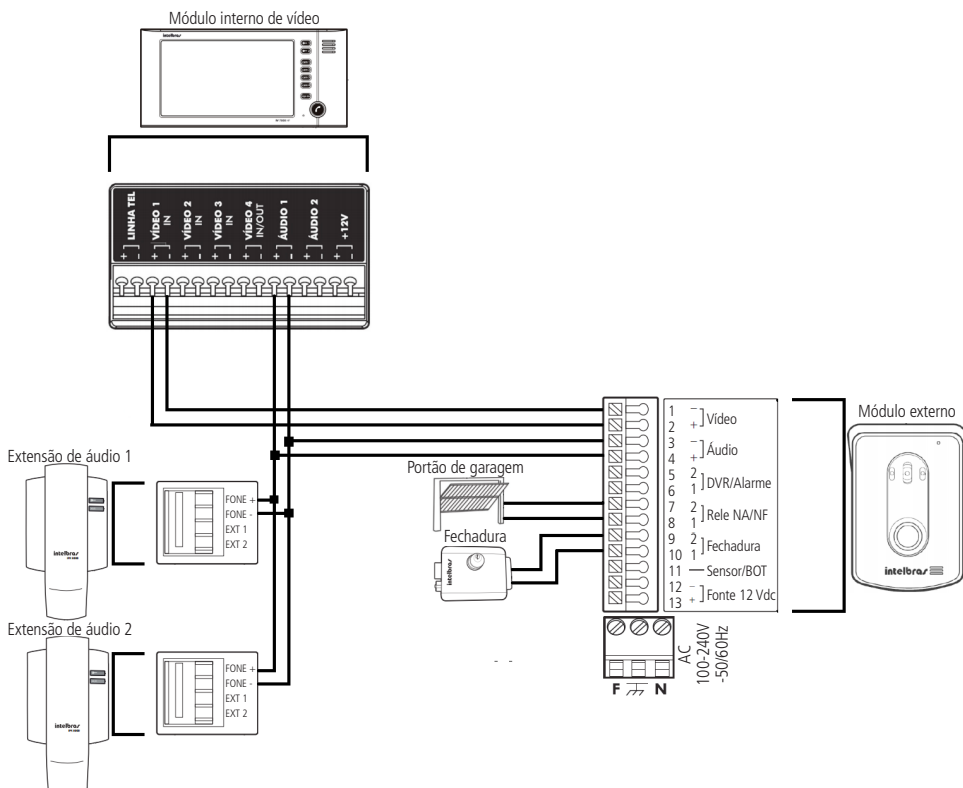 Módulo interno de vídeo
intelbras
LINHA TEL
+ -
VÍDEO 1
IN
+ -
VÍDEO 2
IN
+ -
VÍDEO 3
IN
+ -
VÍDEO 4
IN/OUT
+ -
ÁUDIO 1
+ -
ÁUDIO 2
+ -
+12V
+ -
Extensão de áudio 1
intelbras
FONE +
FONE -
EXT 1
EXT 2
Extensão de áudio 2
intelbras
FONE +
FONE -
EXT 1
EXT 2
Portão de garagem
Fechadura
intelbras
1 -
2 + Vídeo
3 -
4 + Áudio
5 2
6 1 DVR/Alarme
7 2
8 1 Rele NA/NF
9 2
10 1 Fechadura
11 — Sensor/BOT
12 -
13 + Fonte 12 Vdc
F N
AC
100-240V
-50/60Hz
Módulo externo
intelbras